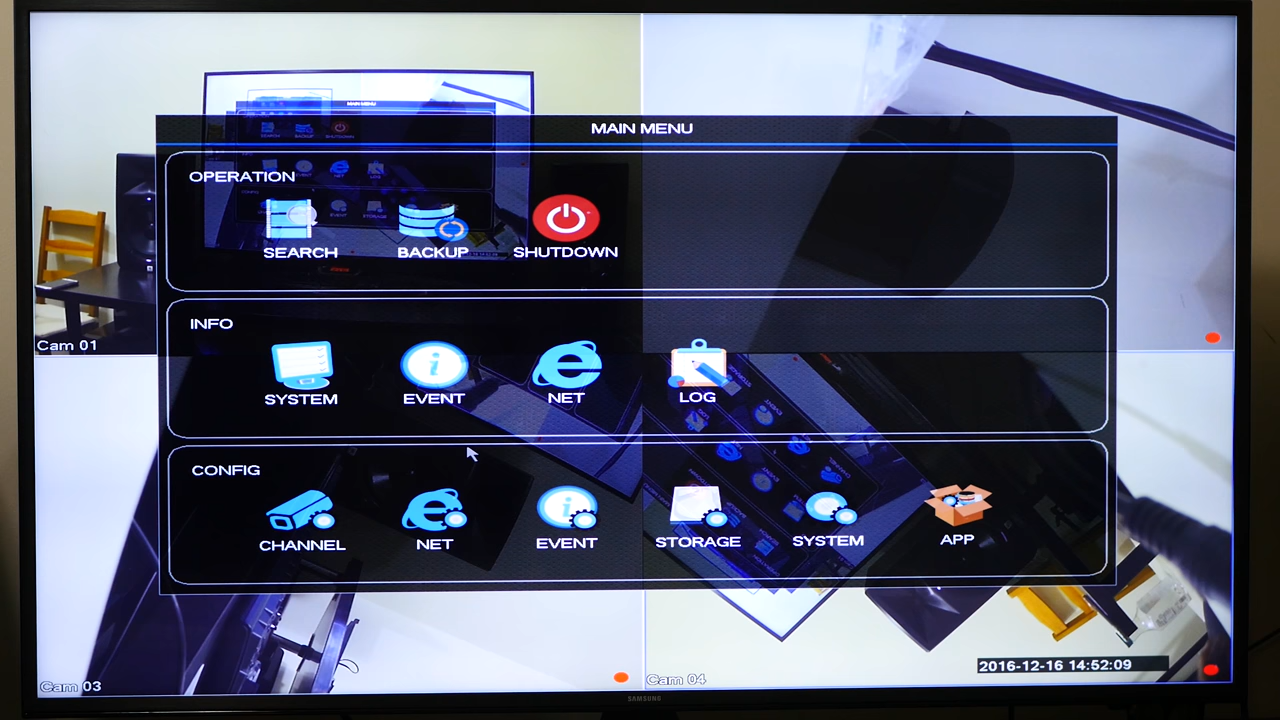 MAIN MENU
OPERATION
SEARCH BACKUP SHUTDOWN
INFO
Cam 01
SYSTEM EVENT NET LOG
CONFIG
CHANNEL NET EVENT STORAGE SYSTEM APP
2016-12-16 14:52:09
Cam 03
Cam 04
SAMSUNG